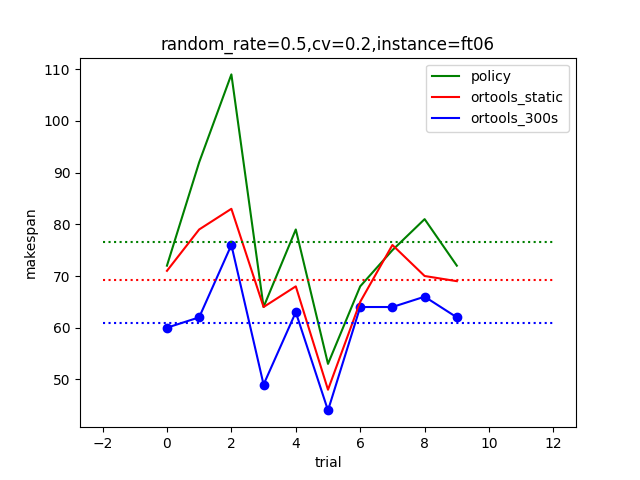 random_rate=0.5,cv=0.2,instance=ft06
policy
ortools_static
ortools_300s
makespan
110
100
90
80
70
60
50
−2
0
2
4
6
8
10
12
trial